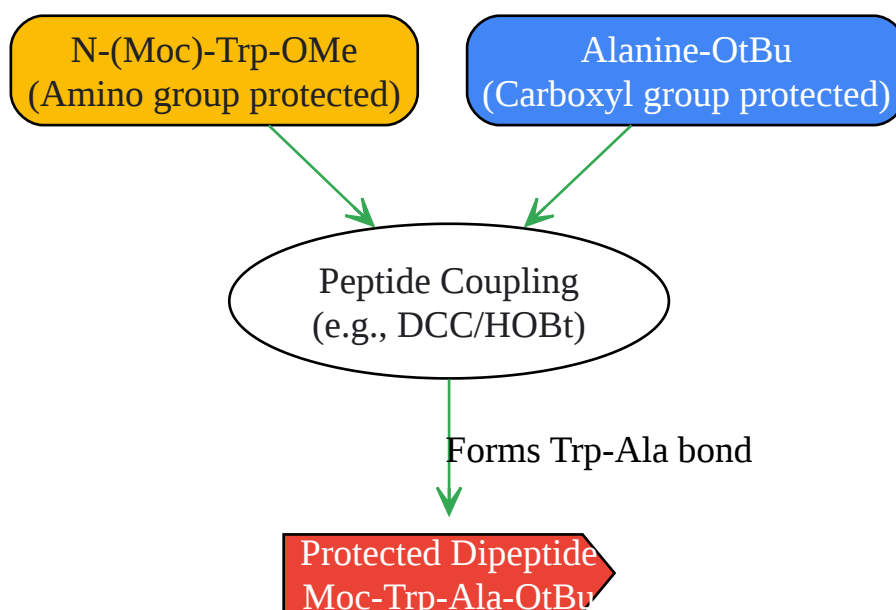 N-(Moc)-Trp-OMe
(Amino group protected)
Alanine-OtBu
(Carboxyl group protected)
Peptide Coupling
(e.g., DCC/HOBt)
Forms Trp-Ala bond
Protected Dipeptide
Moc-Trp-Ala-OtBu